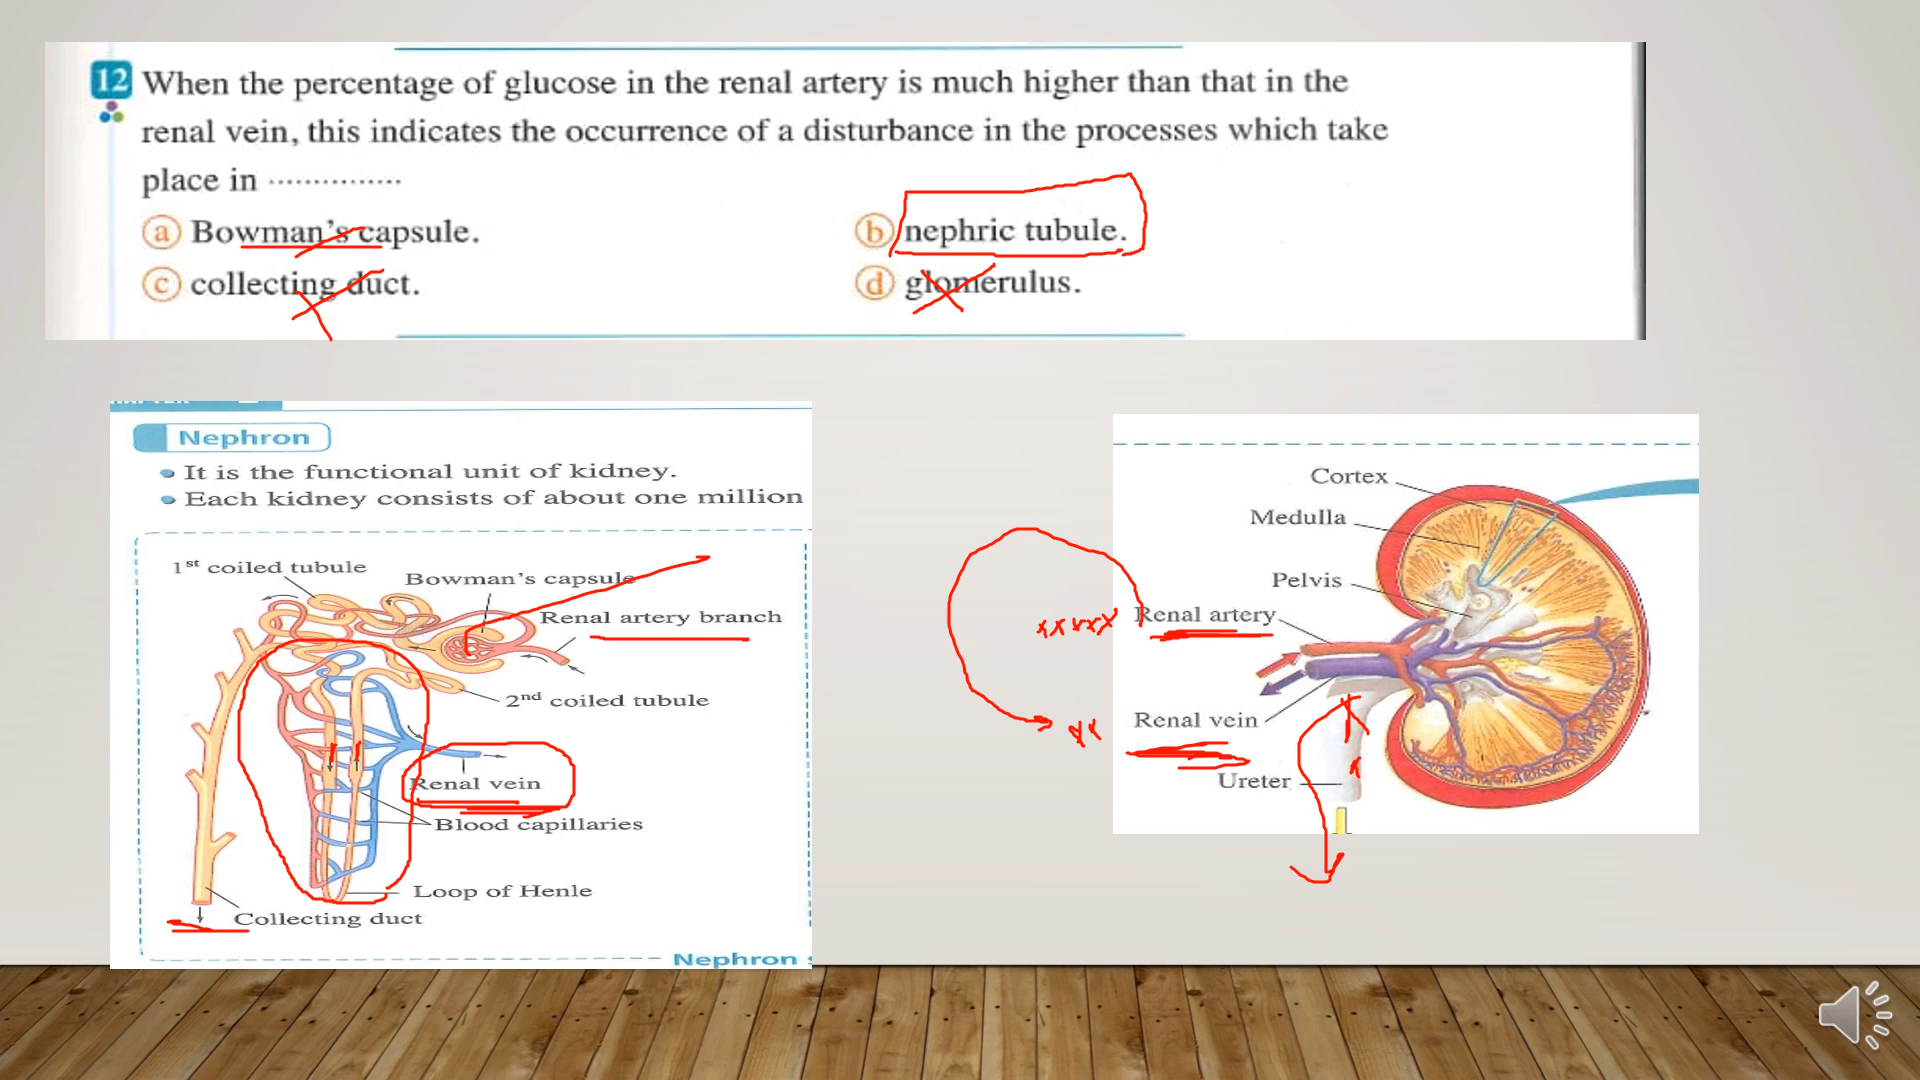 12 When the percentage of glucose in the renal artery is much higher than that in the
renal vein, this indicates the occurrence of a disturbance in the processes which take
place in ...............
a Bowman's capsule.
b nephric tubule.
c collecting duct.
d glomerulus.
Nephron
It is the functional unit of kidney.
Each kidney consists of about one million
1st coiled tubule
Bowman's capsule
Renal artery branch
2nd coiled tubule
Renal vein
Blood capillaries
Loop of Henle
Collecting duct
Nephron
Cortex
Medulla
Pelvis
xxxxx
Renal artery
Renal vein
xx
Ureter
x